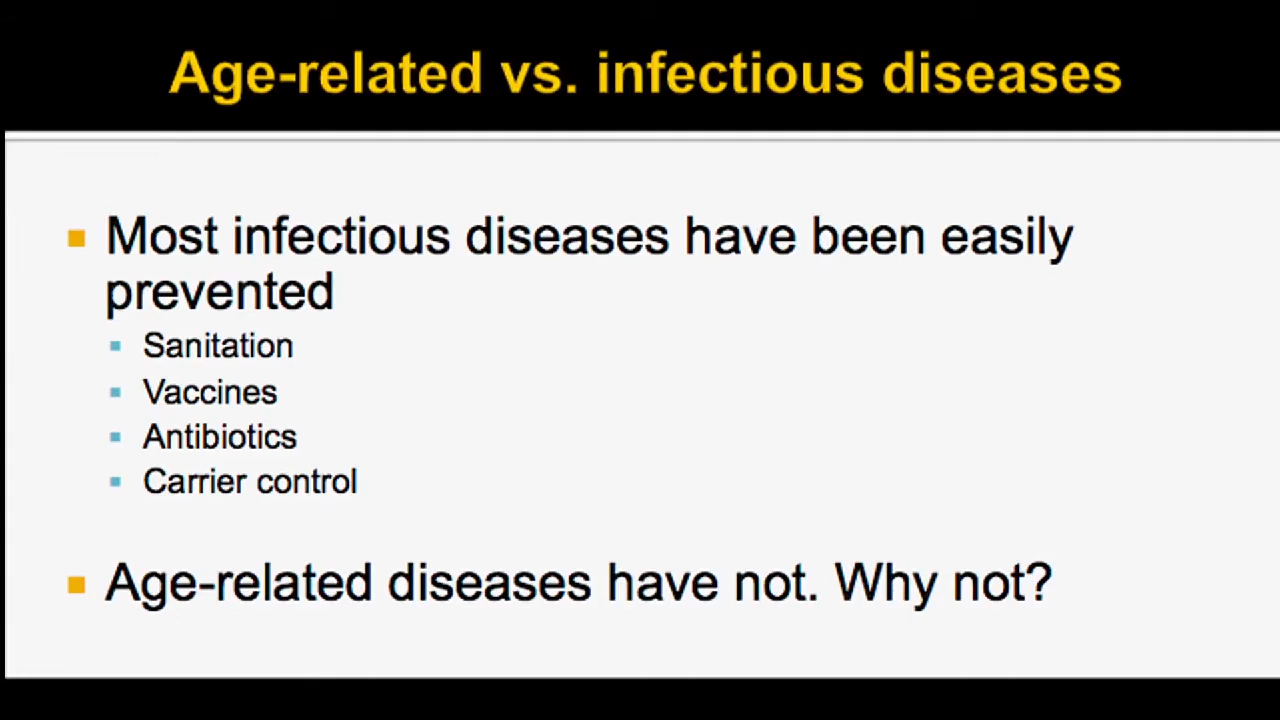 Age-related vs. infectious diseases
Most infectious diseases have been easily
prevented
Sanitation
Vaccines
Antibiotics
Carrier control
Age-related diseases have not. Why not?